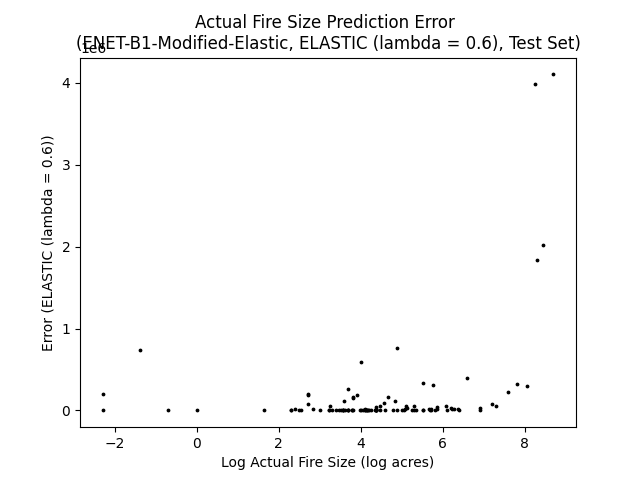 Actual Fire Size Prediction Error
(ENET-B1-Modified-Elastic, ELASTIC (lambda = 0.6), Test Set)
1e6
4
3
2
1
0
Error (ELASTIC (lambda = 0.6))
−2 0 2 4 6 8
Log Actual Fire Size (log acres)